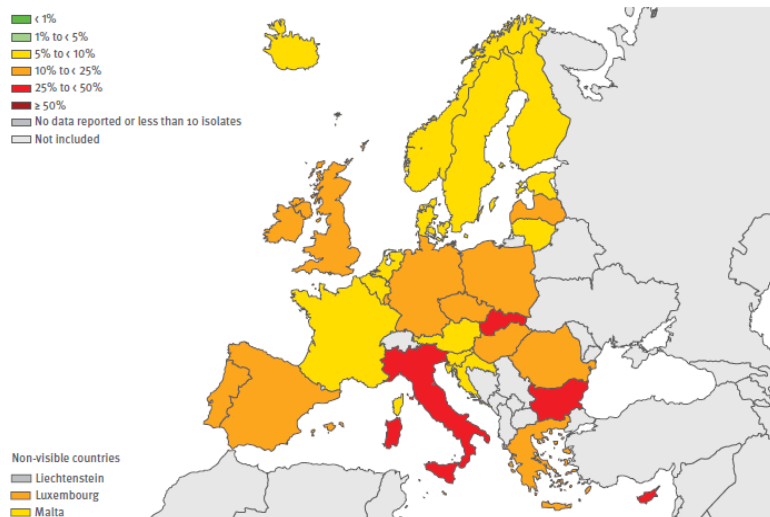 < 1%
1% to < 5%
5% to < 10%
10% to < 25%
25% to < 50%
≥ 50%
No data reported or less than 10 isolates
Not included
Non-visible countries
Liechtenstein
Luxembourg
Malta